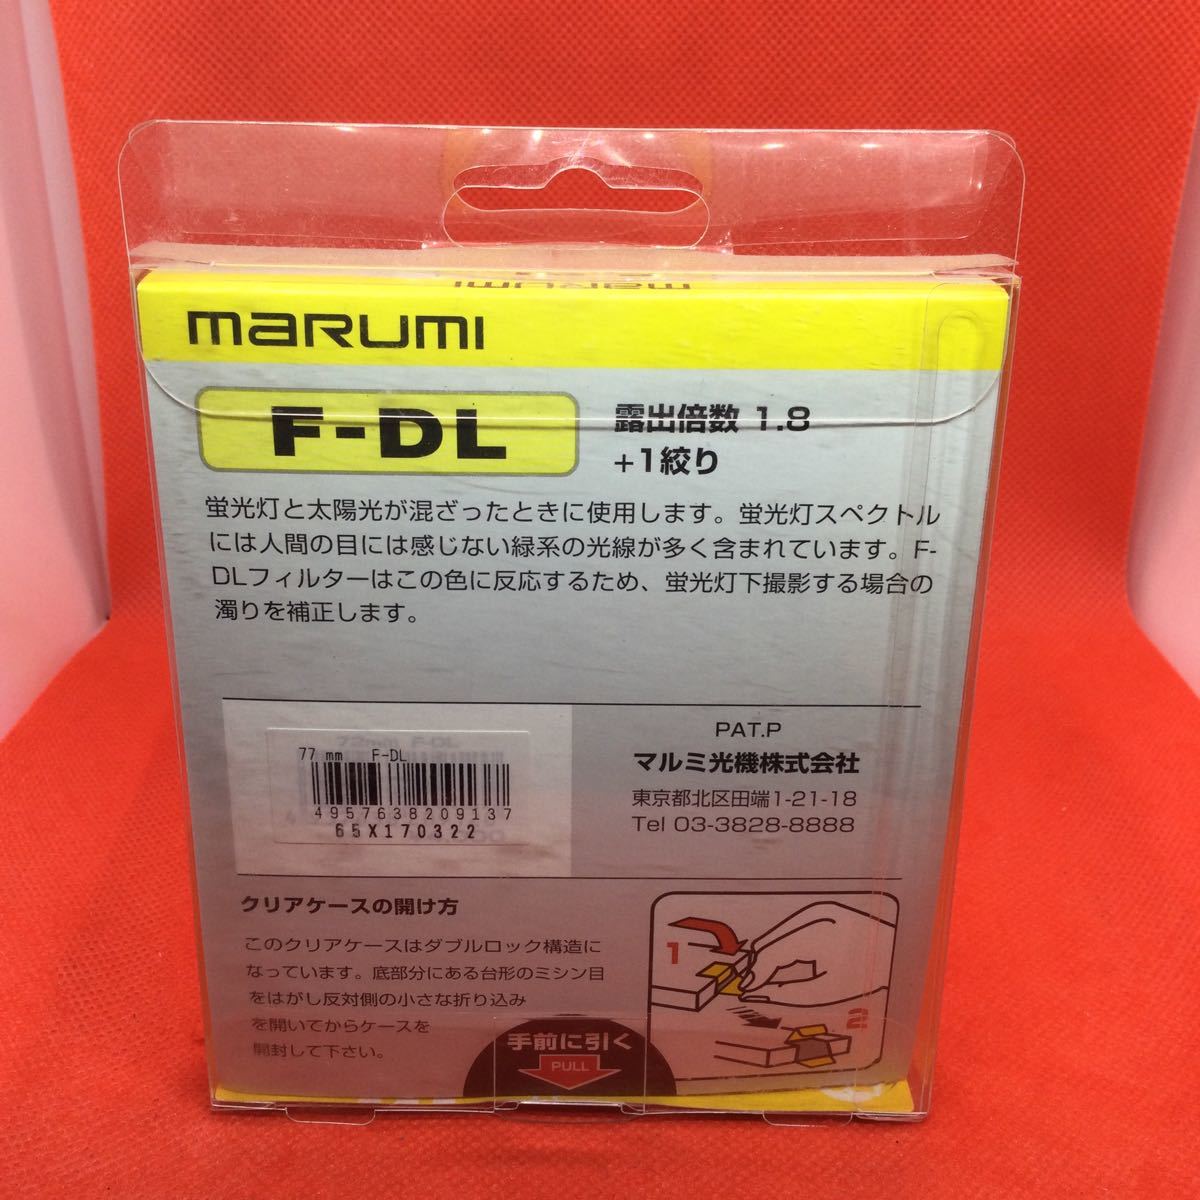 marumi
marumi
F-DL
露出倍数 1.8
+1絞り
蛍光灯と太陽光が混ざったときに使用します。蛍光灯スペクトル
には人間の目には感じない緑系の光線が多く含まれています。F-
DLフィルターはこの色に反応するため、蛍光灯下撮影する場合の
濁りを補正します。
77 mm F-DL
4957638209137
65X170322
PAT.P
マルミ光機株式会社
東京都北区田端1-21-18
Tel 03-3828-8888
クリアケースの開け方
このクリアケースはダブルロック構造に
なっています。底部分にある台形のミシン目
をはがし反対側の小さな折り込み
を開いてからケースを
開封して下さい。
1
2
手前に引く
PULL